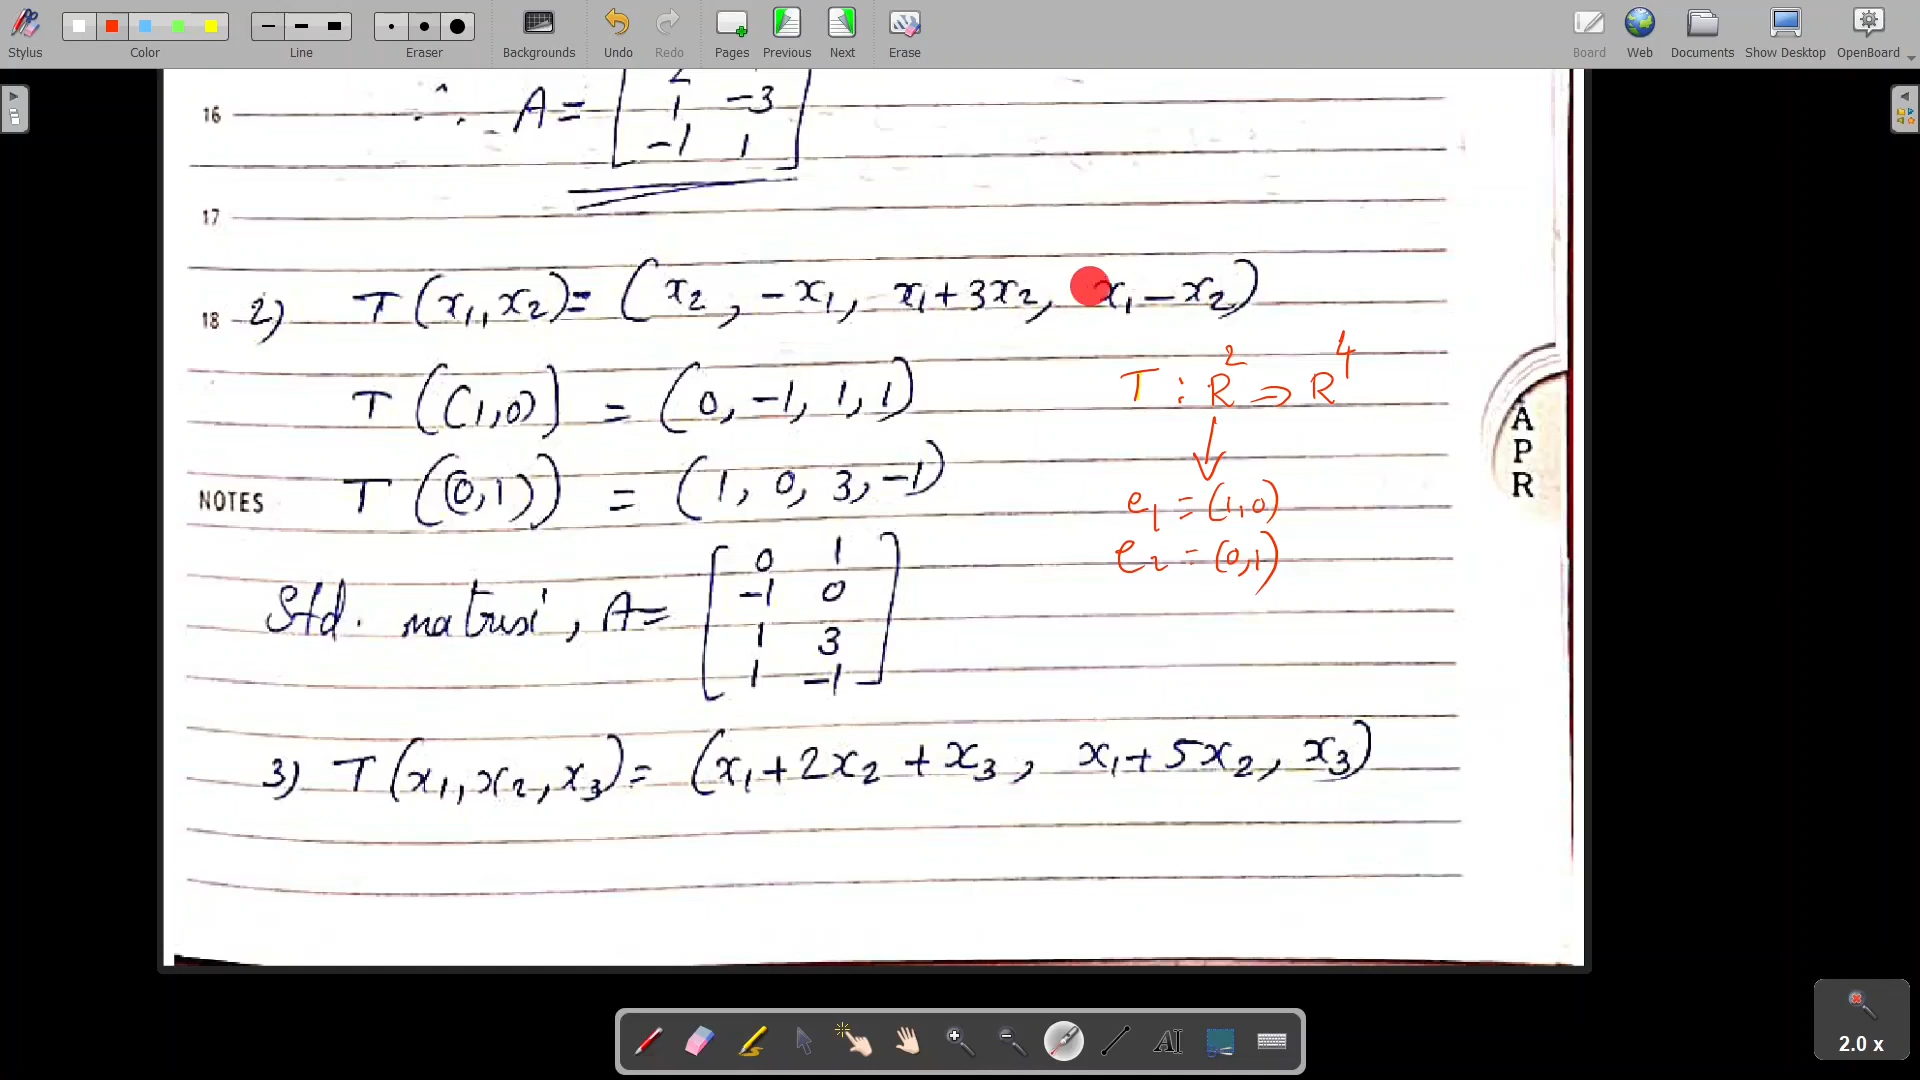 Stylus Color Line Eraser Backgrounds Undo Redo Pages Previous Next Erase Board Web Documents Show Desktop OpenBoard
2
16 ∴ A = 1 -3
-1 1
17
18 2) T(x₁,x₂) = (x₂, -x₁, x₁+3x₂, x₁-x₂)
T((1,0)) = (0, -1, 1, 1)
T : R² → R⁴
NOTES T((0,1)) = (1, 0, 3, -1)
e₁ = (1,0)
e₂ = (0,1)
0 1
-1 0
Std. matrix, A =
1 3
1 -1
3) T(x₁,x₂,x₃) = (x₁+2x₂+x₃, x₁+5x₂, x₃)
A
P
R
2.0 x